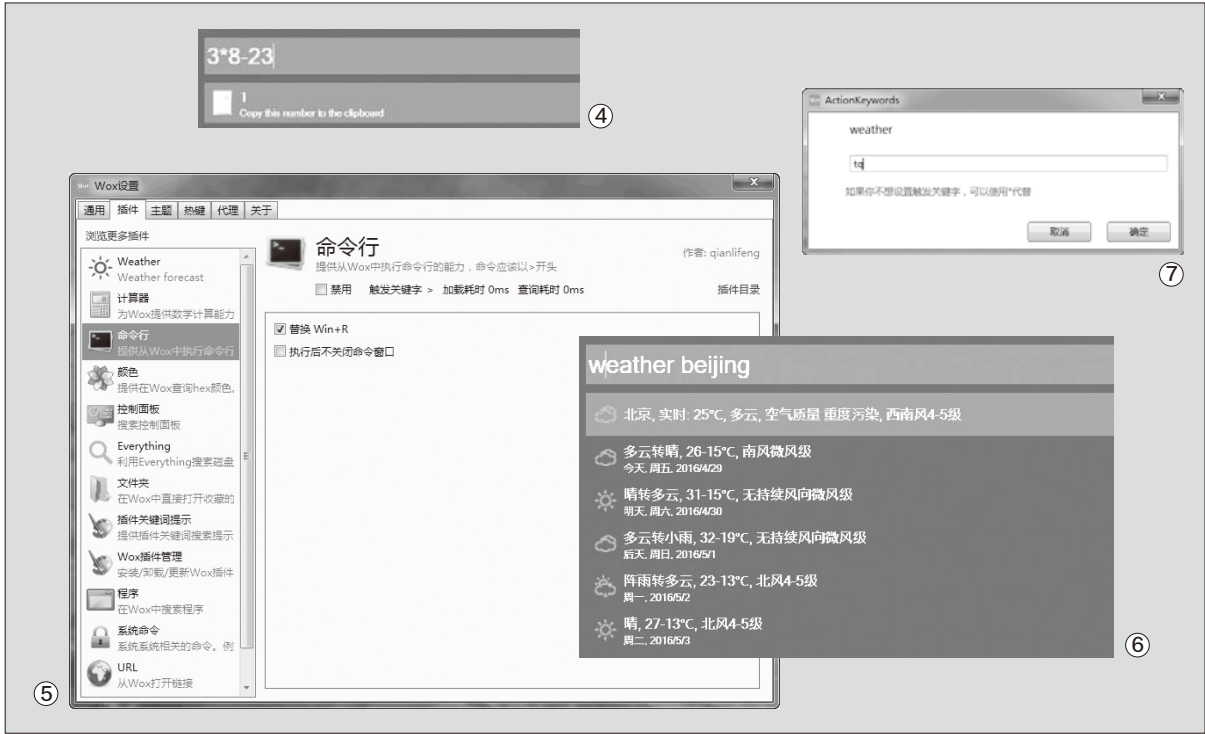 3*8-23
1
Copy this number to the clipboard
④
ActionKeywords
weather
tq
如果你不想设置触发关键字，可以使用*代替
取消 确定
⑦
Wox设置
通用 插件 主题 热键 代理 关于
浏览更多插件
Weather
Weather forecast
计算器
为Wox提供数学计算能力
命令行
提供从Wox中执行命令行
颜色
提供在Wox查询hex颜色.
控制面板
搜索控制面板
Everything
利用Everything搜索磁盘
文件夹
在Wox中直接打开收藏的
插件关键词提示
提供插件关键词搜索提示
Wox插件管理
安装/卸载/更新Wox插件
程序
在Wox中搜索程序
系统命令
系统系统相关的命令。例
URL
从Wox打开链接
命令行
作者: qianlifeng
提供从Wox中执行命令行的能力，命令应该以>开头
禁用 触发关键字 > 加载耗时 0ms 查询耗时 0ms 插件目录
替换 Win+R
执行后不关闭命令窗口
⑤
weather beijing
北京, 实时: 25°C, 多云, 空气质量 重度污染, 西南风4-5级
多云转晴, 26-15°C, 南风微风级
今天, 周五, 2016/4/29
晴转多云, 31-15°C, 无持续风向微风级
明天, 周六, 2016/4/30
多云转小雨, 32-19°C, 无持续风向微风级
后天, 周日, 2016/5/1
阵雨转多云, 23-13°C, 北风4-5级
周一, 2016/5/2
晴, 27-13°C, 北风4-5级
周二, 2016/5/3
⑥